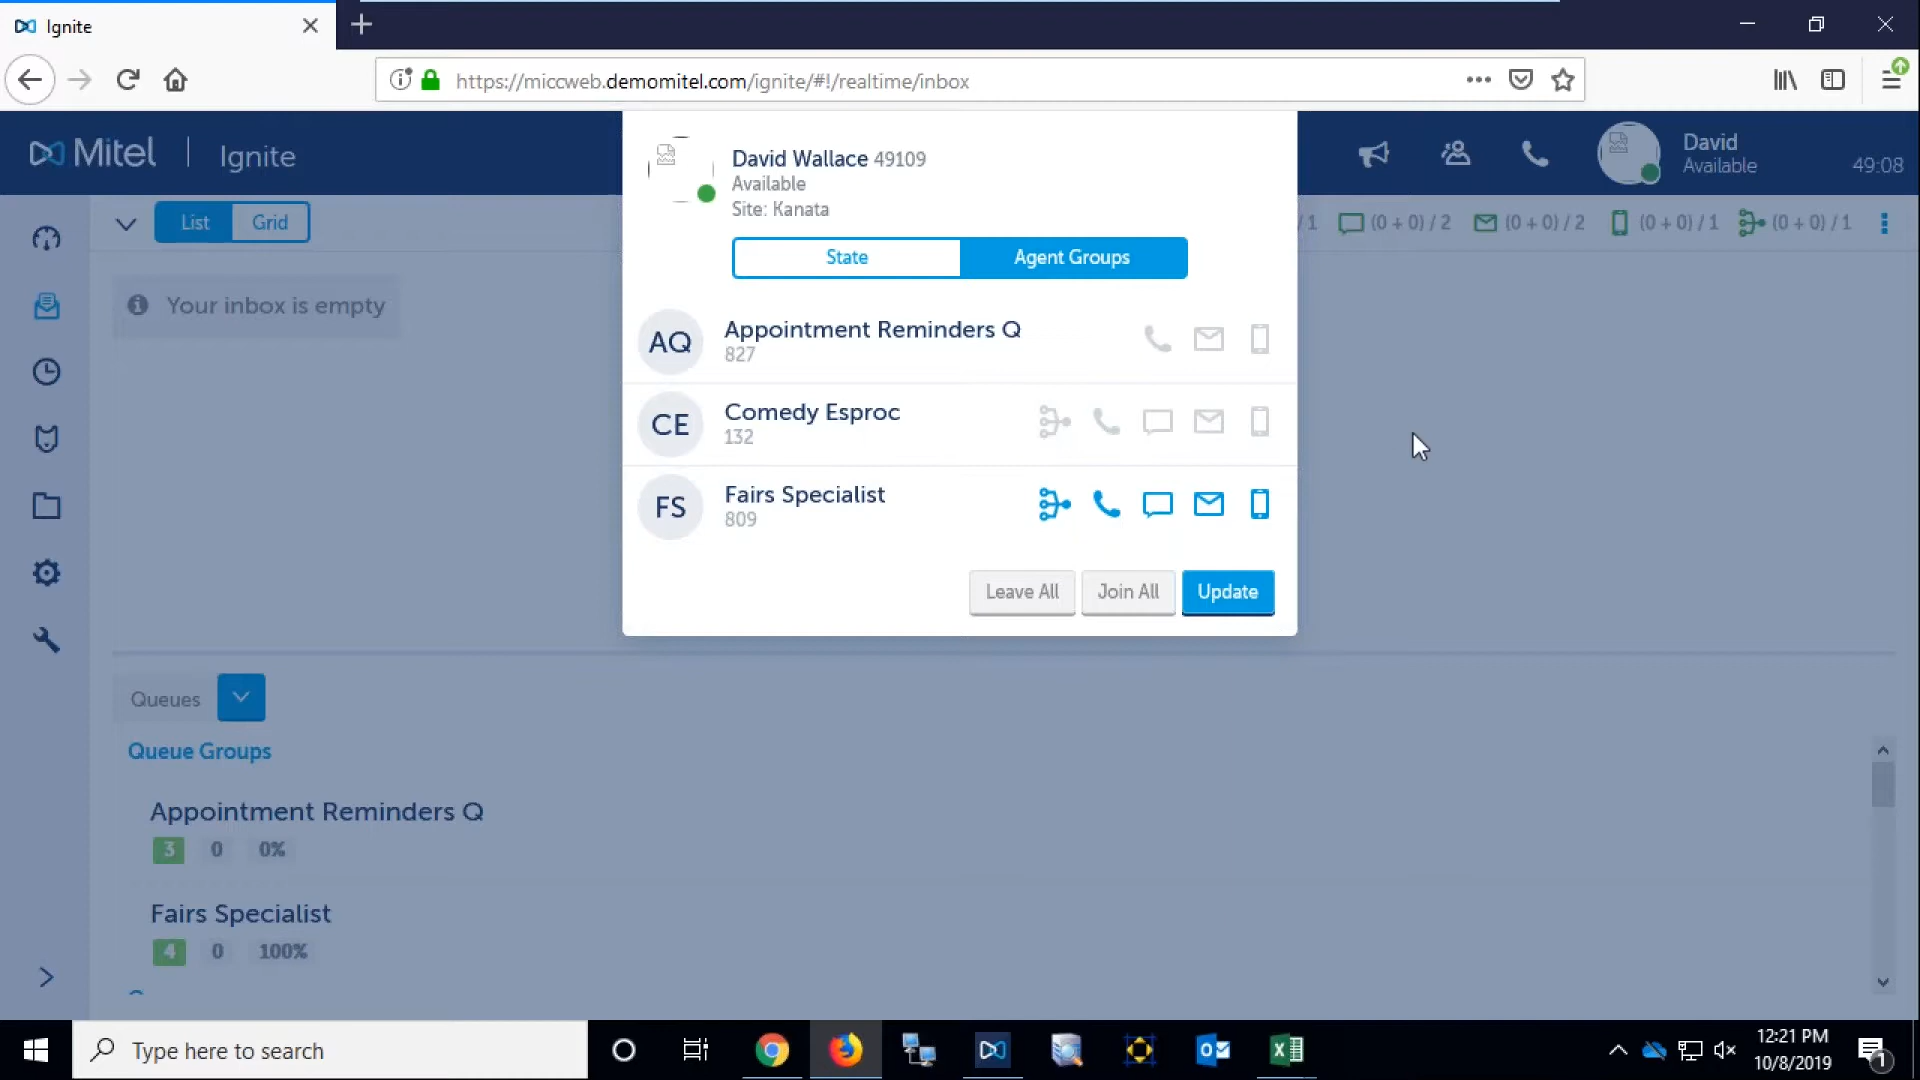 Ignite
https://miccweb.demomitel.com/ignite/#!/realtime/inbox
Mitel | Ignite
David
Available
49:08
David Wallace 49109
Available
Site: Kanata
State
Agent Groups
List
Grid
/ 1
(0 + 0) / 2
(0 + 0) / 2
(0 + 0) / 1
(0 + 0) / 1
Your inbox is empty
AQ
Appointment Reminders Q
827
CE
Comedy Esproc
132
FS
Fairs Specialist
809
Leave All
Join All
Update
Queues
Queue Groups
Appointment Reminders Q
3 0 0%
Fairs Specialist
4 0 100%
Type here to search
12:21 PM
10/8/2019
1